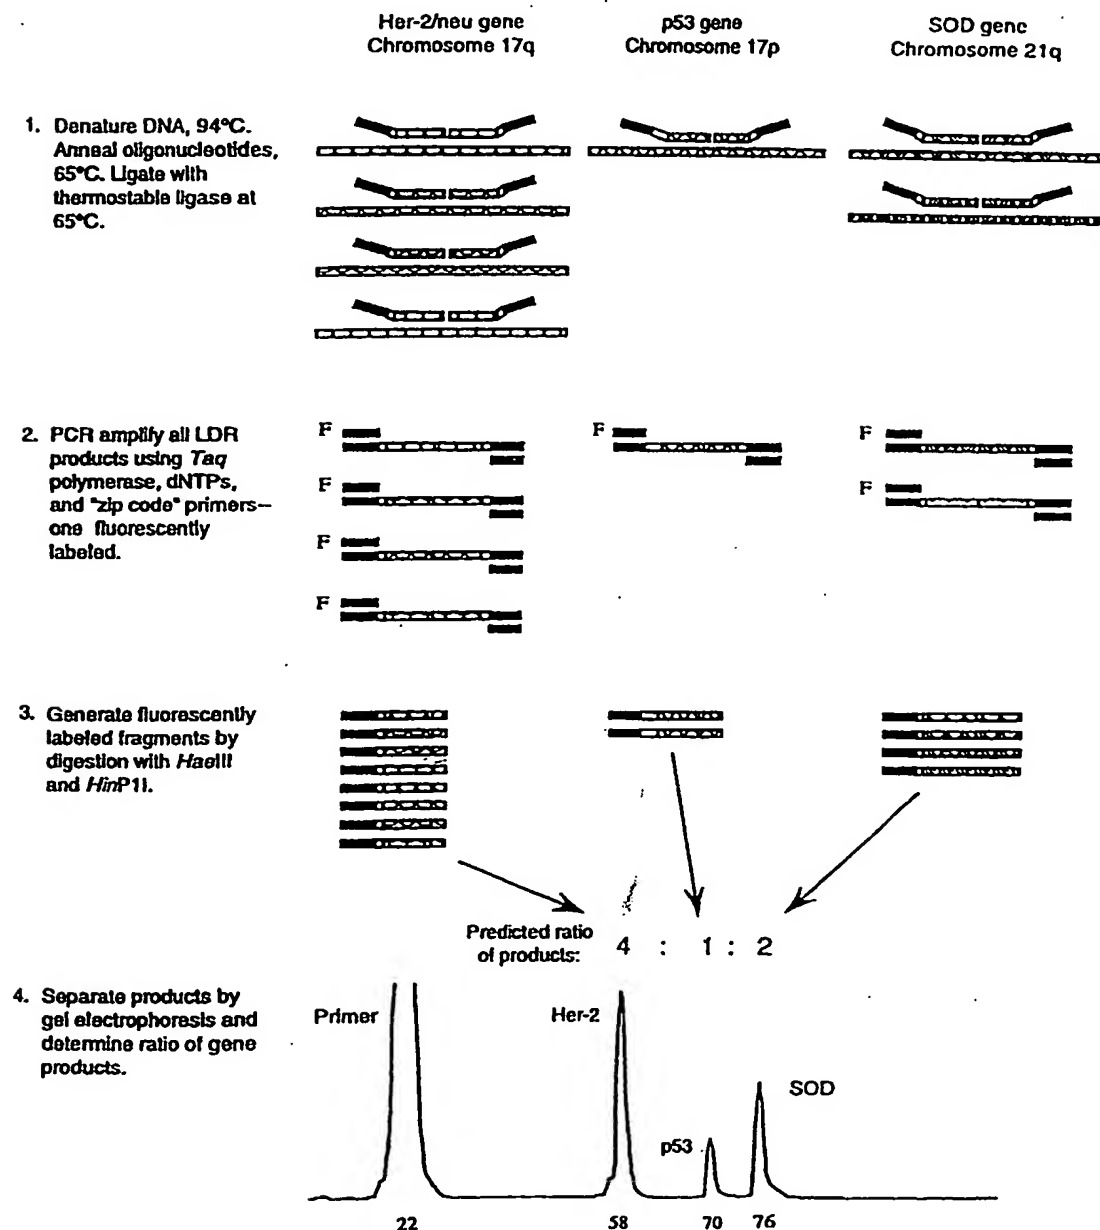 Her-2/neu gene
Chromosome 17q
p53 gene
Chromosome 17p
SOD gene
Chromosome 21q
1. Denature DNA, 94°C.
Anneal oligonucleotides,
65°C. Ligate with
thermostable ligase at
65°C.
2. PCR amplify all LDR
products using Taq
polymerase, dNTPs,
and "zip code" primers--
one fluorescently
labeled.
F F F
F F
F
F
3. Generate fluorescently
labeled fragments by
digestion with HaeIII
and HinP1I.
Predicted ratio
of products:
4 : 1 : 2
4. Separate products by
gel electrophoresis and
determine ratio of gene
products.
Primer
Her-2
p53
SOD
22 58 70 76